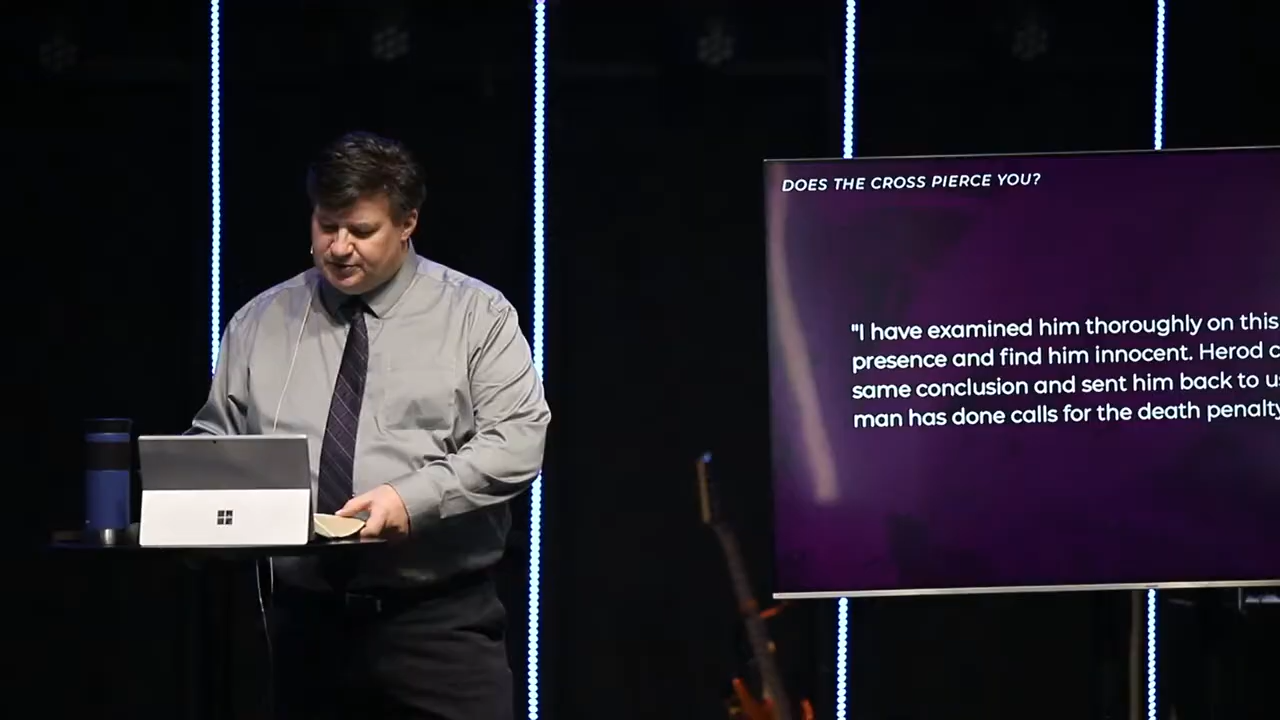 DOES THE CROSS PIERCE YOU?
"I have examined him thoroughly on this
presence and find him innocent. Herod c
same conclusion and sent him back to u
man has done calls for the death penalty